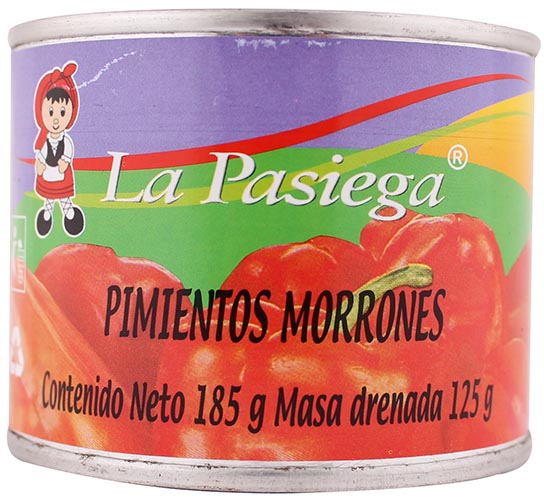 La Pasiega®
PIMIENTOS MORRONES
Contenido Neto 185 g Masa drenada 125 g